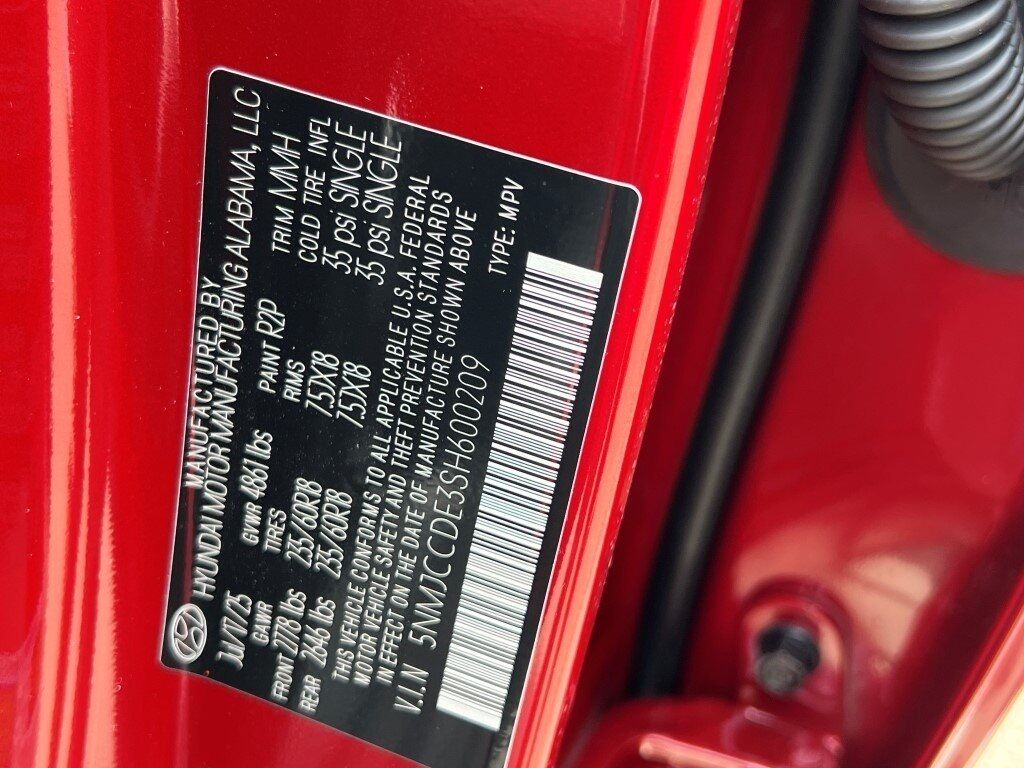 MANUFACTURED BY
HYUNDAI MOTOR MANUFACTURING ALABAMA, LLC
JUL/17/25 GVWR 4861 lbs PAINT R2P TRIM MMH
GAWR TIRES RIMS COLD TIRE INFL
FRONT 2778 lbs 235/60R18 7.5JX18 35 psi SINGLE
REAR 2646 lbs 235/60R18 7.5JX18 35 psi SINGLE
THIS VEHICLE CONFORMS TO ALL APPLICABLE U.S.A. FEDERAL
MOTOR VEHICLE SAFETY AND THEFT PREVENTION STANDARDS
IN EFFECT ON THE DATE OF MANUFACTURE SHOWN ABOVE
V.I.N 5NMJCCDE3SH600209
TYPE: MPV